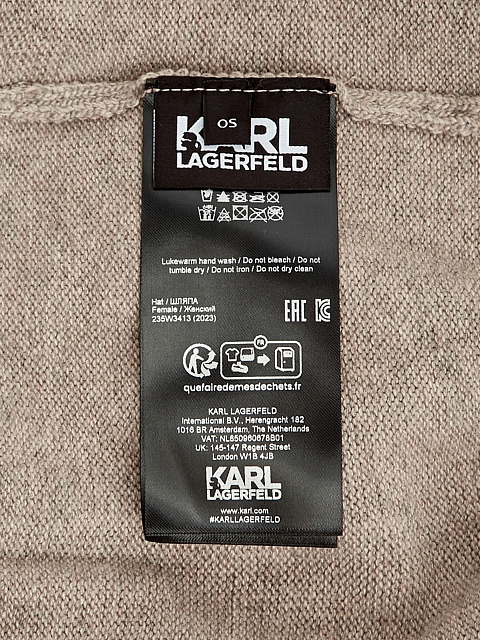 OS
KARL
LAGERFELD
Lukewarm hand wash / Do not bleach / Do not
tumble dry / Do not iron / Do not dry clean
Hat / ШЛЯПА
Female / Женский
235W3413 (2023)
EAC
FR
quefairedemesdechets.fr
KARL LAGERFELD
International B.V., Herengracht 182
1016 BR Amsterdam, The Netherlands
VAT: NL850960678B01
UK: 145-147 Regent Street
London W1B 4JB
KARL
LAGERFELD
www.karl.com
#KARLLAGERFELD